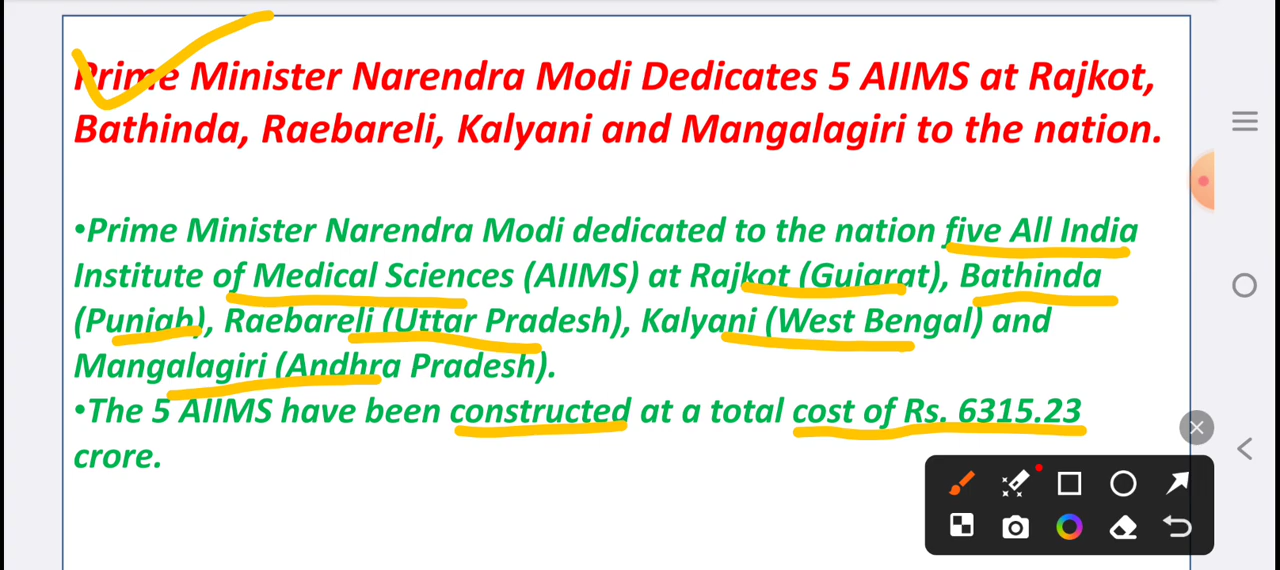 Prime Minister Narendra Modi Dedicates 5 AIIMS at Rajkot,
Bathinda, Raebareli, Kalyani and Mangalagiri to the nation.
•Prime Minister Narendra Modi dedicated to the nation five All India
Institute of Medical Sciences (AIIMS) at Rajkot (Gujarat), Bathinda
(Punjab), Raebareli (Uttar Pradesh), Kalyani (West Bengal) and
Mangalagiri (Andhra Pradesh).
•The 5 AIIMS have been constructed at a total cost of Rs. 6315.23
crore.